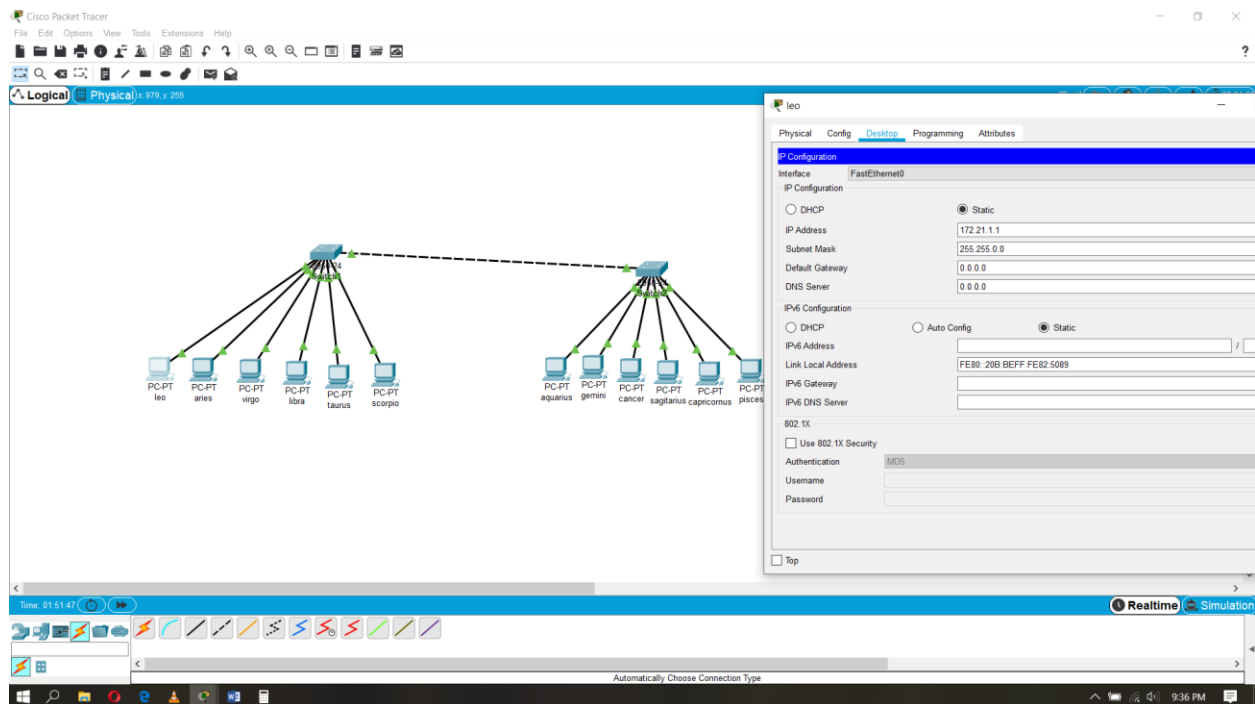 Cisco Packet Tracer
File Edit Options View Tools Extensions Help
?
Logical Physical x: 979, y: 255
leo
Physical Config Desktop Programming Attributes
IP Configuration
Interface FastEthernet0
IP Configuration
DHCP Static
IP Address 172.21.1.1
Subnet Mask 255.255.0.0
Default Gateway 0.0.0.0
DNS Server 0.0.0.0
IPv6 Configuration
DHCP Auto Config Static
IPv6 Address /
Link Local Address FE80::20B:BEFF:FE82:5089
IPv6 Gateway
IPv6 DNS Server
802.1X
Use 802.1X Security
Authentication MD5
Username
Password
Top
Switch1
Switch2
PC-PT
leo
PC-PT
aries
PC-PT
virgo
PC-PT
libra
PC-PT
taurus
PC-PT
scorpio
PC-PT
aquarius
PC-PT
gemini
PC-PT
cancer
PC-PT
sagitarius
PC-PT
capricornus
PC-PT
pisces
Time: 01:51:47
Realtime Simulation
Automatically Choose Connection Type
9:36 PM